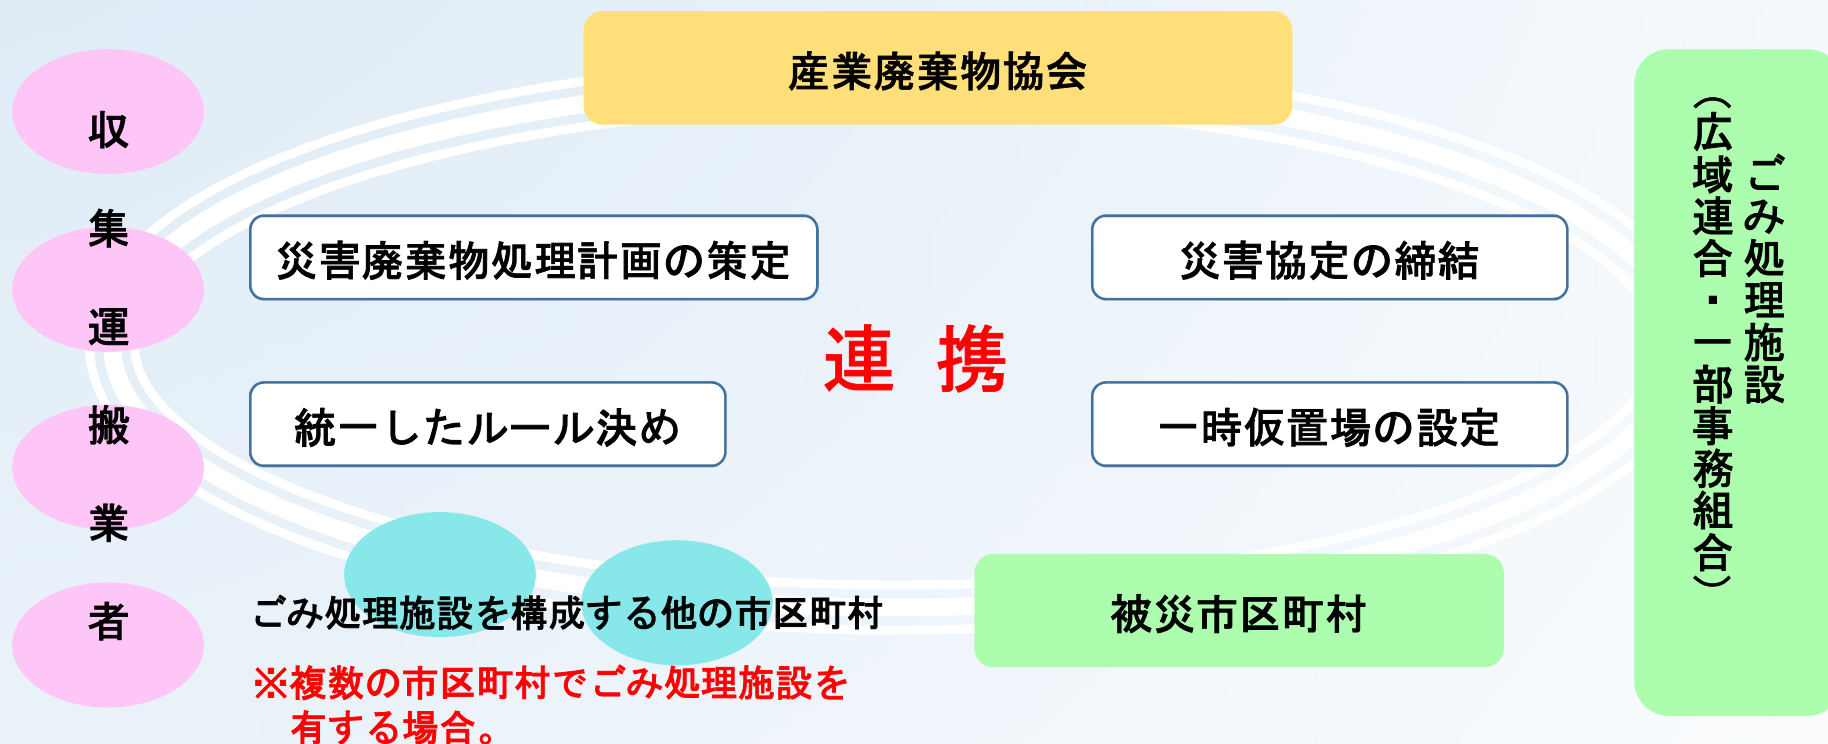 産業廃棄物協会
収集運搬業者
災害廃棄物処理計画の策定
災害協定の締結
連 携
統一したルール決め
一時仮置場の設定
ごみ処理施設
（広域連合・一部事務組合）
ごみ処理施設を構成する他の市区町村
被災市区町村
※複数の市区町村でごみ処理施設を
有する場合。